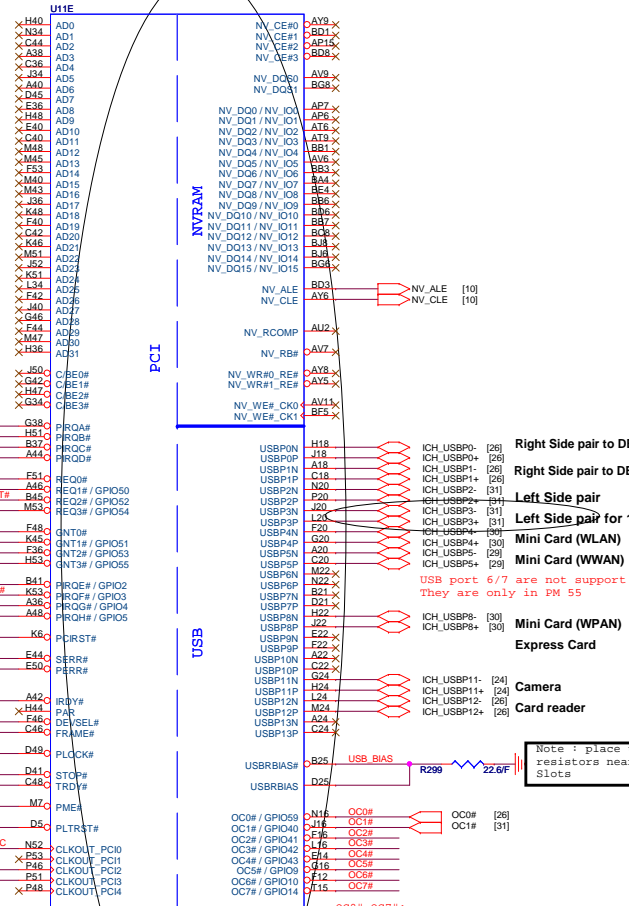 U11E
H40 AD0 NV_CE#0 AY9
N34 AD1 NV_CE#1 BD1
C44 AD2 NV_CE#2 AP15
A38 AD3 NV_CE#3 BD8
C36 AD4
J34 AD5 NV_DQS0 AV9
A40 AD6 NV_DQS1 BG8
D45 AD7
E36 AD8 NV_DQ0 / NV_IO0 AP7
H48 AD9 NV_DQ1 / NV_IO1 AP6
E40 AD10 NV_DQ2 / NV_IO2 AT6
C40 AD11 NV_DQ3 / NV_IO3 AT9
M48 AD12 NV_DQ4 / NV_IO4 BB1
M45 AD13 NV_DQ5 / NV_IO5 AV6
F53 AD14 NV_DQ6 / NV_IO6 BB3
M40 AD15 NV_DQ7 / NV_IO7 BA4
M43 AD16 NV_DQ8 / NV_IO8 BE4
J36 AD17 NV_DQ9 / NV_IO9 BB6
K48 AD18 NV_DQ10 / NV_IO10 BD6
F40 AD19 NV_DQ11 / NV_IO11 BB7
C42 AD20 NV_DQ12 / NV_IO12 BC8
K46 AD21 NV_DQ13 / NV_IO13 BJ8
M51 AD22 NV_DQ14 / NV_IO14 BJ6
J52 AD23 NV_DQ15 / NV_IO15 BG6
K51 AD24
L34 AD25 NV_ALE BD3 NV_ALE [10]
F42 AD26 NV_CLE AY6 NV_CLE [10]
J40 AD27
G46 AD28
F44 AD29 NV_RCOMP AU2
M47 AD30
H36 AD31 NV_RB# AV7
NVRAM
PCI
J50 C/BE0# NV_WR#0_RE# AY8
G42 C/BE1# NV_WR#1_RE# AY5
H47 C/BE2#
G34 C/BE3# NV_WE#_CK0 AV11
NV_WE#_CK1 BF5
G38 PIRQA#
H51 PIRQB#
B37 PIRQC# USBP0N H18 ICH_USBP0- [26] Right Side pair to
A44 PIRQD# USBP0P J18 ICH_USBP0+ [26]
USBP1N A18 ICH_USBP1- [26] Right Side pair to
F51 REQ0# USBP1P C18 ICH_USBP1+ [26]
A46 REQ1# / GPIO50 USBP2N N20 ICH_USBP2- [31]
T# B45 REQ2# / GPIO52 USBP2P P20 ICH_USBP2+ [31] Left Side pair
M53 REQ3# / GPIO54 USBP3N J20 ICH_USBP3- [31]
USBP3P L20 ICH_USBP3+ [31] Left Side pair for
F48 GNT0# USBP4N F20 ICH_USBP4- [30]
K45 GNT1# / GPIO51 USBP4P G20 ICH_USBP4+ [30] Mini Card (WLAN)
F36 GNT2# / GPIO53 USBP5N A20 ICH_USBP5- [29]
H53 GNT3# / GPIO55 USBP5P C20 ICH_USBP5+ [29] Mini Card (WWAN)
USBP6N M22
B41 PIRQE# / GPIO2 USBP6P N22 USB port 6/7 are not support
K53 PIRQF# / GPIO3 USBP7N B21 They are only in PM 55
A36 PIRQG# / GPIO4 USBP7P D21
A48 PIRQH# / GPIO5 USBP8N H22 ICH_USBP8- [30]
USBP8P J22 ICH_USBP8+ [30] Mini Card (WPAN)
K6 PCIRST# USBP9N E22
USBP9P F22 Express Card
USB
E44 SERR# USBP10N A22
E50 PERR# USBP10P C22
USBP11N G24 ICH_USBP11- [24]
USBP11P H24 ICH_USBP11+ [24] Camera
A42 IRDY# USBP12N L24 ICH_USBP12- [26]
H44 PAR USBP12P M24 ICH_USBP12+ [26] Card reader
F46 DEVSEL# USBP13N A24
C46 FRAME# USBP13P C24
D49 PLOCK# USBRBIAS# B25 USB_BIAS R299 22.6/F
Note : place
resistors near
Slots
D41 STOP#
C48 TRDY# USBRBIAS D25
M7 PME#
D5 PLTRST# OC0# / GPIO59 N16 OC0# OC0# [26]
OC1# / GPIO40 J16 OC1# OC1# [31]
OC2# / GPIO41 F16 OC2#
N52 CLKOUT_PCI0 OC3# / GPIO42 L16 OC3#
P53 CLKOUT_PCI1 OC4# / GPIO43 E14 OC4#
P46 CLKOUT_PCI2 OC5# / GPIO9 G16 OC5#
P51 CLKOUT_PCI3 OC6# / GPIO10 F12 OC6#
P48 CLKOUT_PCI4 OC7# / GPIO14 T15 OC7#